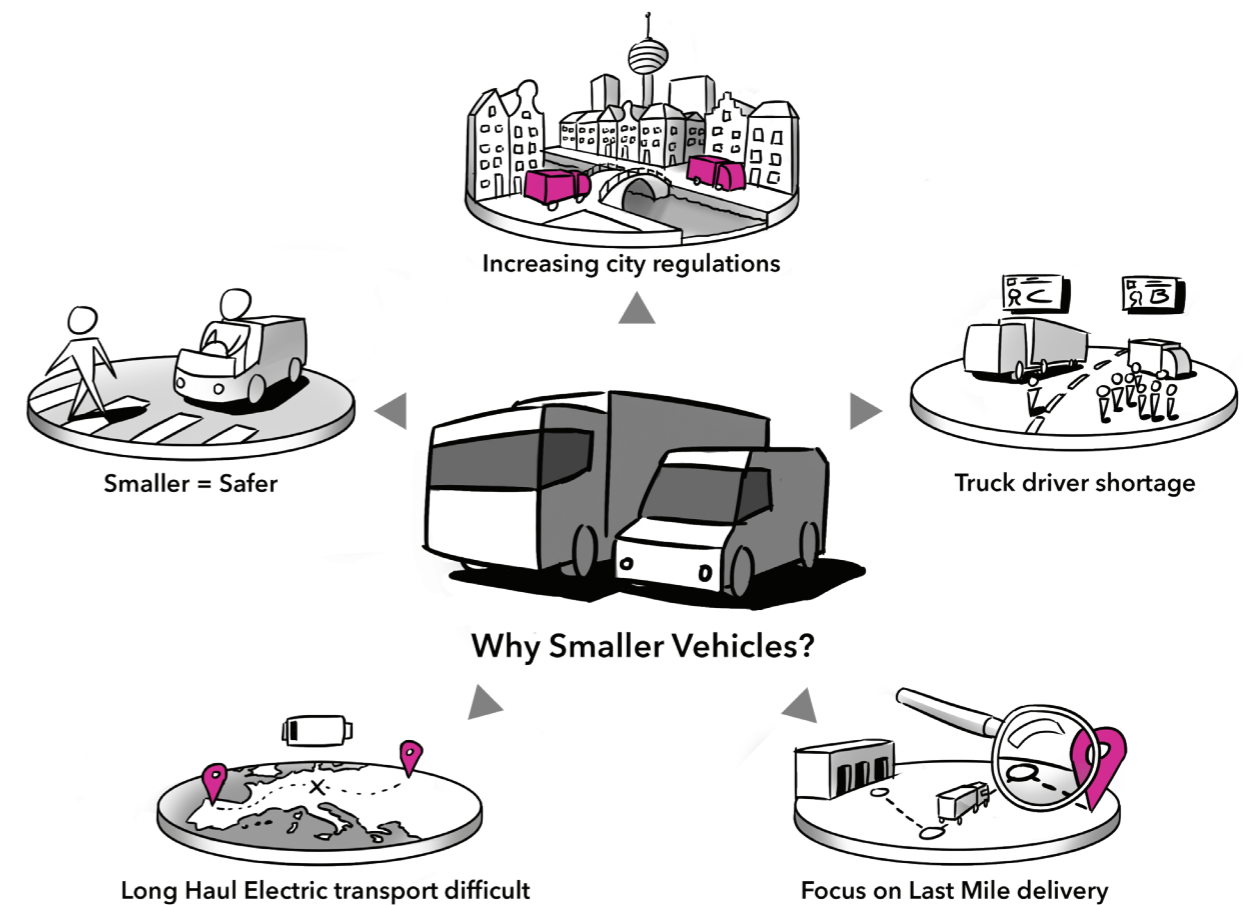 Increasing city regulations
C
B
Smaller = Safer
Truck driver shortage
Why Smaller Vehicles?
Long Haul Electric transport difficult
Focus on Last Mile delivery